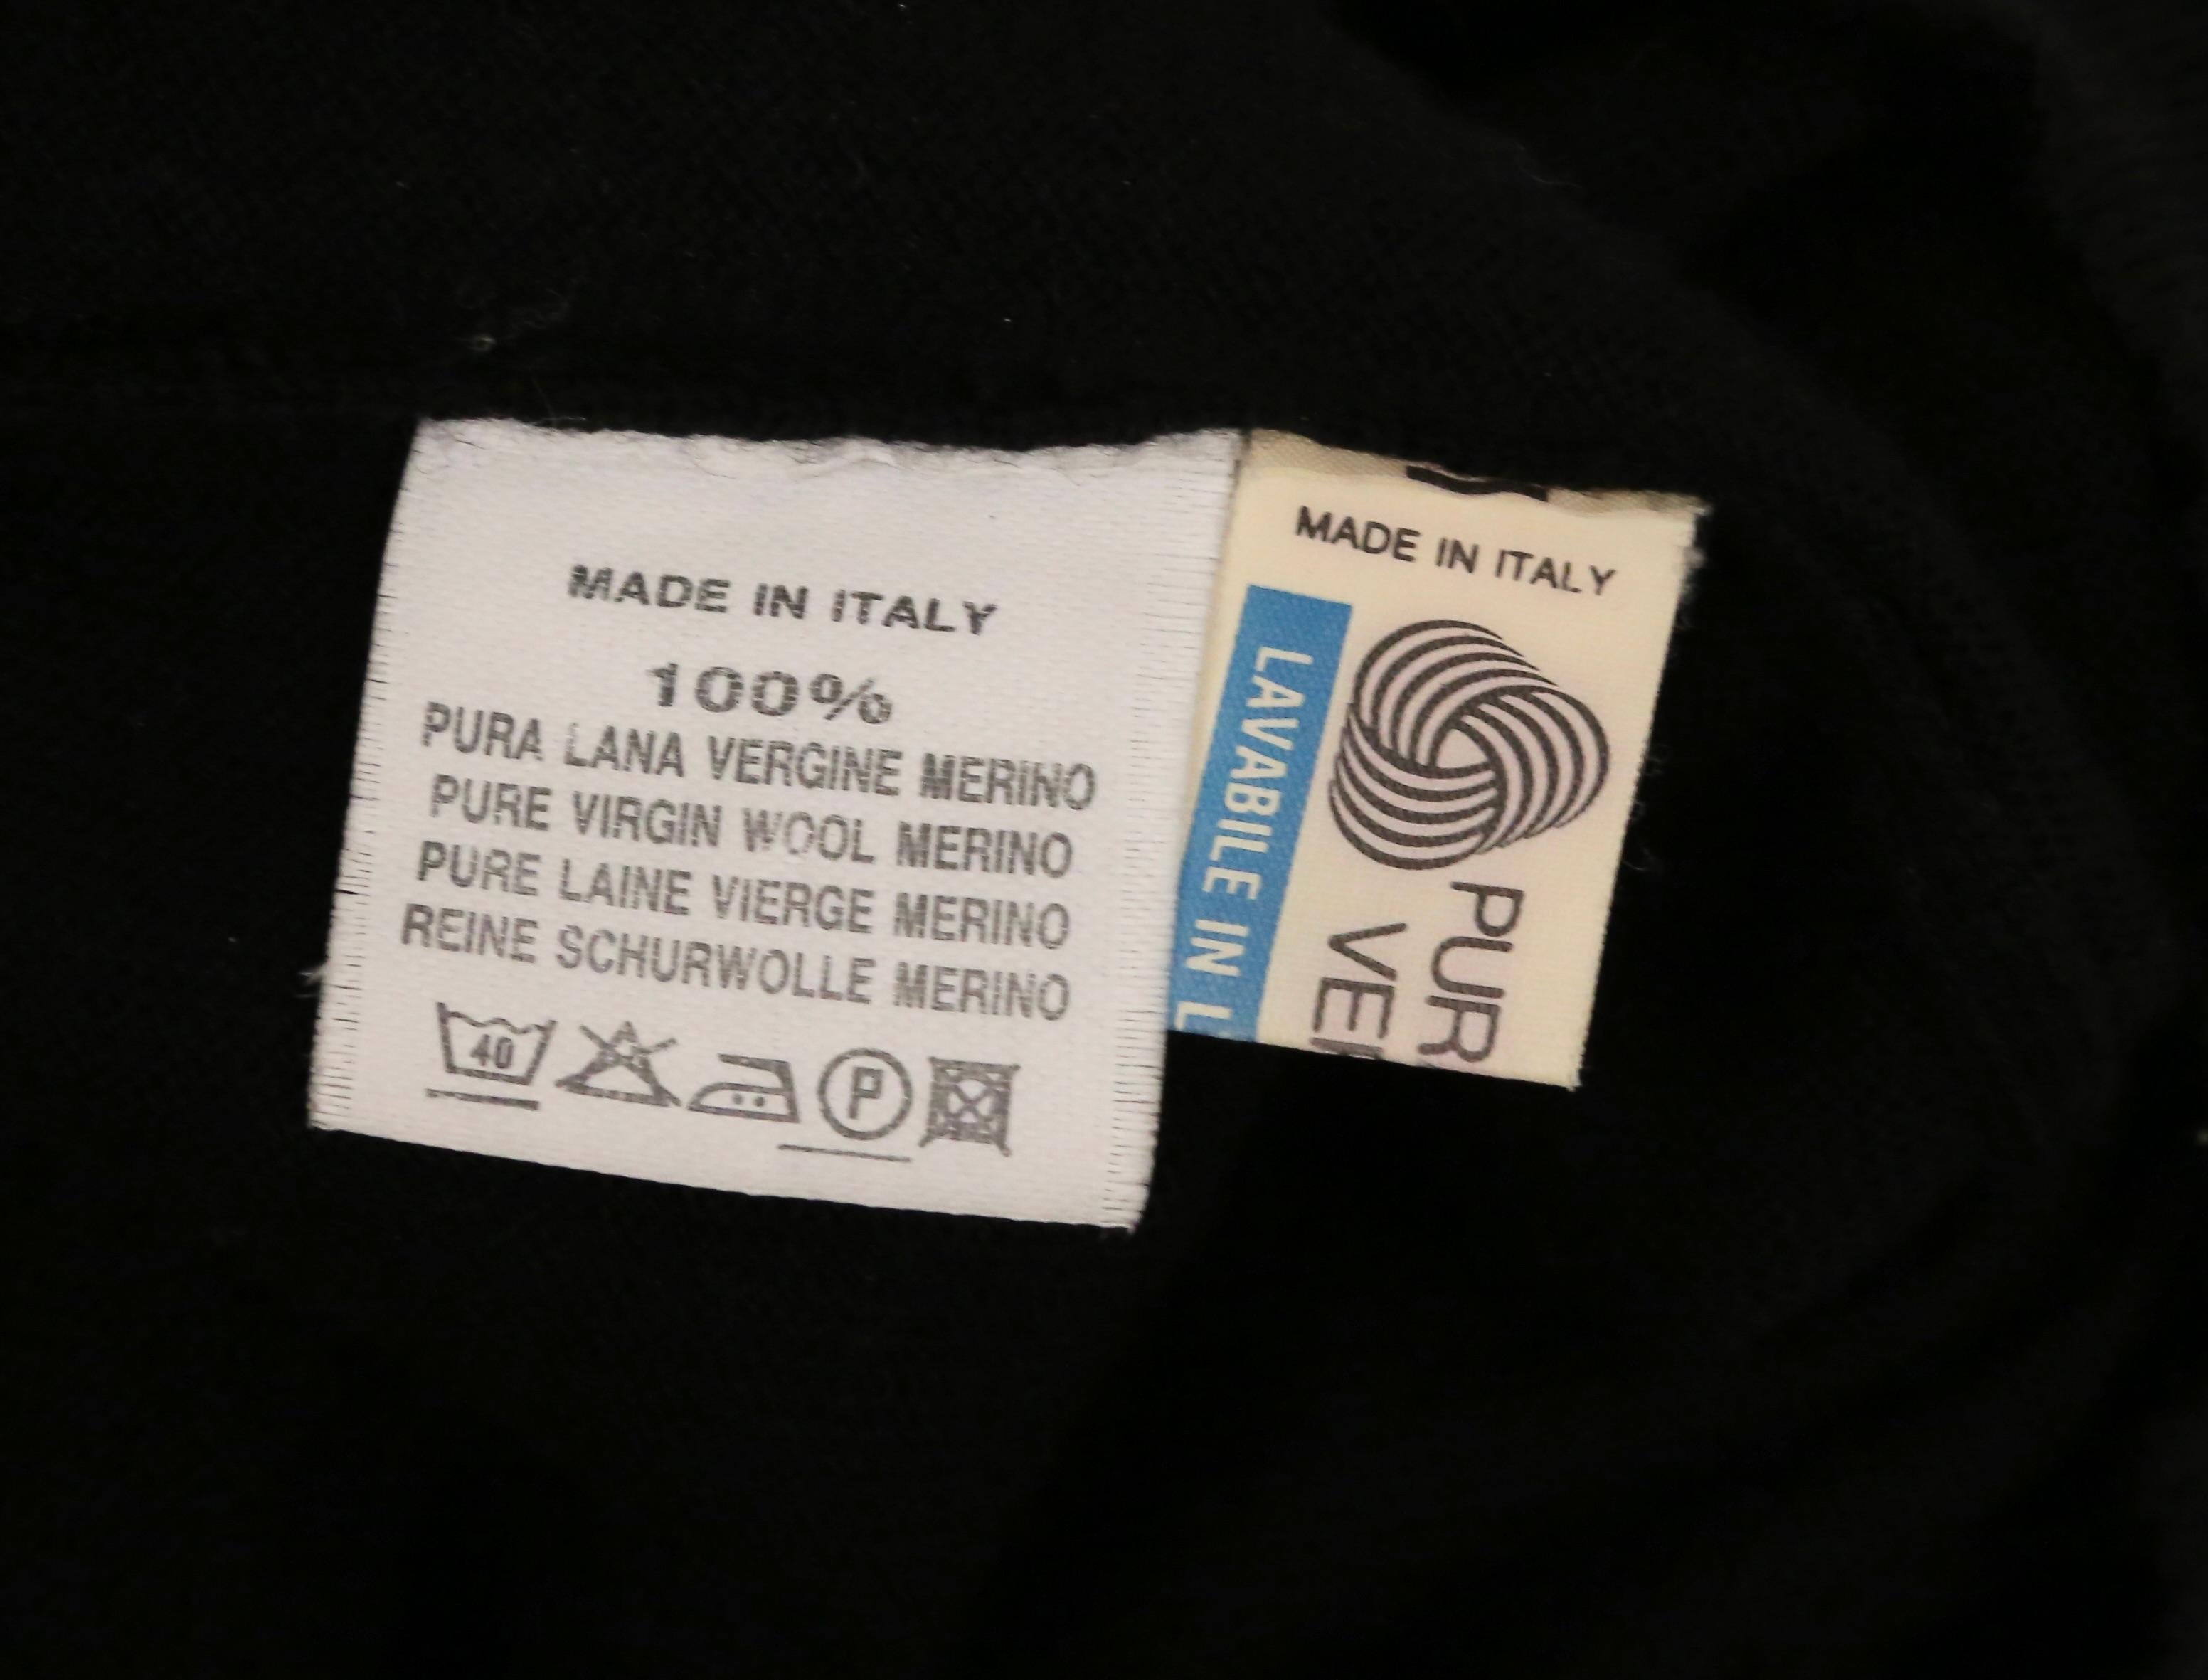 MADE IN ITALY
100%
PURA LANA VERGINE MERINO
PURE VIRGIN WOOL MERINO
PURE LAINE VIERGE MERINO
REINE SCHURWOLLE MERINO
40
P
MADE IN ITALY
PUR
LAVABILE IN